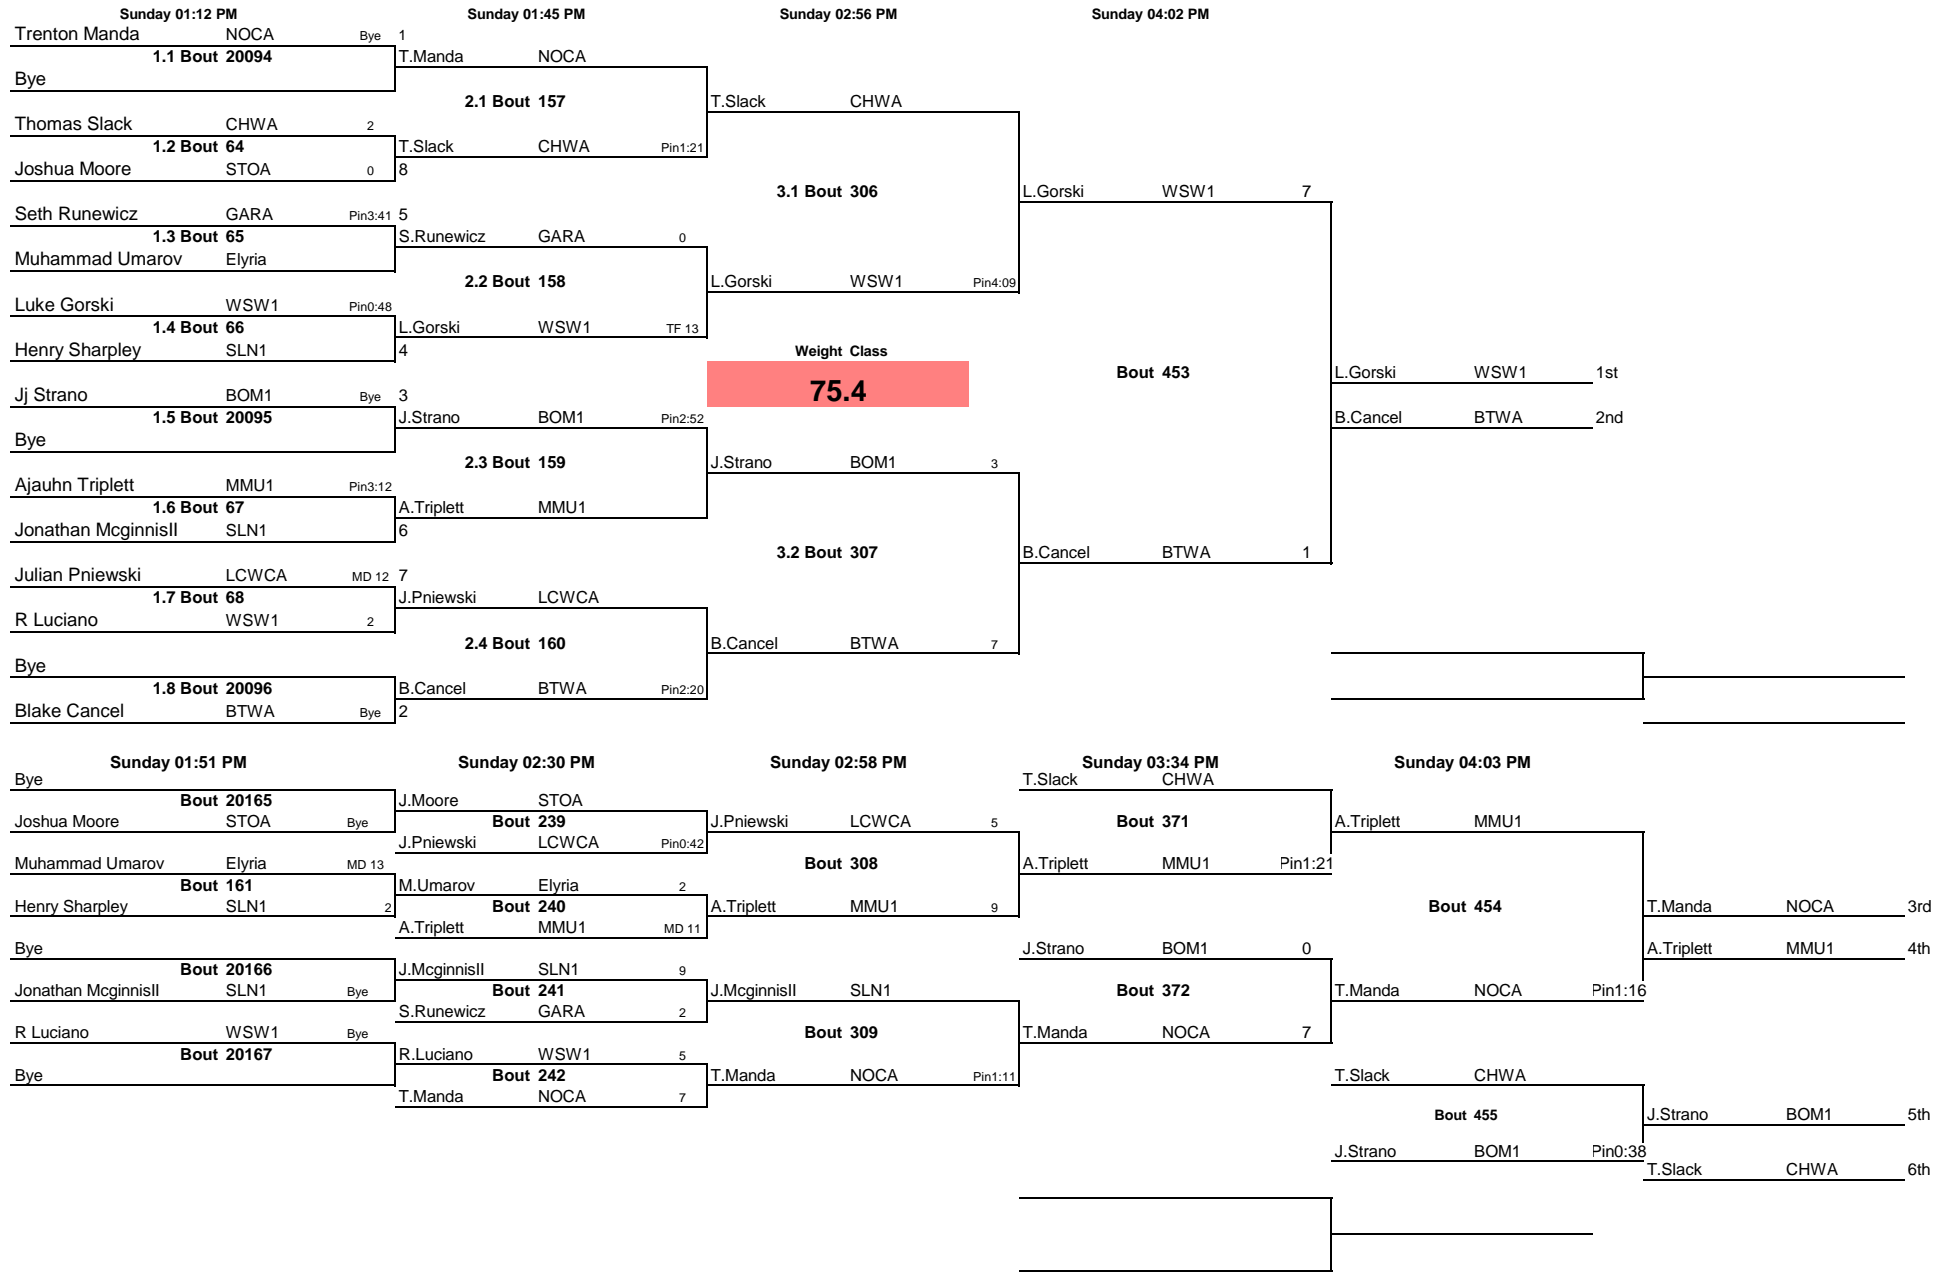 Sunday 01:12 PM Sunday 01:45 PM Sunday 02:56 PM Sunday 04:02 PM
Trenton Manda NOCA Bye 1
1.1 Bout 20094 T.Manda NOCA
Bye
2.1 Bout 157 T.Slack CHWA
Thomas Slack CHWA 2
1.2 Bout 64 T.Slack CHWA Pin1:21
Joshua Moore STOA 0 8
3.1 Bout 306 L.Gorski WSW1 7
Seth Runewicz GARA Pin3:41 5
1.3 Bout 65 S.Runewicz GARA 0
Muhammad Umarov Elyria
2.2 Bout 158 L.Gorski WSW1 Pin4:09
Luke Gorski WSW1 Pin0:48
1.4 Bout 66 L.Gorski WSW1 TF 13
Henry Sharpley SLN1 4 Weight Class
Bout 453 L.Gorski WSW1 1st
Jj Strano BOM1 Bye 3 75.4
1.5 Bout 20095 J.Strano BOM1 Pin2:52 B.Cancel BTWA 2nd
Bye
2.3 Bout 159 J.Strano BOM1 3
Ajauhn Triplett MMU1 Pin3:12
1.6 Bout 67 A.Triplett MMU1
Jonathan McginnisII SLN1 6
3.2 Bout 307 B.Cancel BTWA 1
Julian Pniewski LCWCA MD 12 7
1.7 Bout 68 J.Pniewski LCWCA
R Luciano WSW1 2
2.4 Bout 160 B.Cancel BTWA 7
Bye
1.8 Bout 20096 B.Cancel BTWA Pin2:20
Blake Cancel BTWA Bye 2
Sunday 01:51 PM Sunday 02:30 PM Sunday 02:58 PM Sunday 03:34 PM Sunday 04:03 PM
Bye T.Slack CHWA
Bout 20165 J.Moore STOA
Joshua Moore STOA Bye Bout 239 J.Pniewski LCWCA 5 Bout 371 A.Triplett MMU1
J.Pniewski LCWCA Pin0:42
Muhammad Umarov Elyria MD 13 Bout 308 A.Triplett MMU1 Pin1:21
Bout 161 M.Umarov Elyria 2
Henry Sharpley SLN1 2 Bout 240 A.Triplett MMU1 9 Bout 454 T.Manda NOCA 3rd
A.Triplett MMU1 MD 11
Bye J.Strano BOM1 0 A.Triplett MMU1 4th
Bout 20166 J.McginnisII SLN1 9
Jonathan McginnisII SLN1 Bye Bout 241 J.McginnisII SLN1 Bout 372 T.Manda NOCA Pin1:16
S.Runewicz GARA 2
R Luciano WSW1 Bye Bout 309 T.Manda NOCA 7
Bout 20167 R.Luciano WSW1 5
Bye Bout 242 T.Manda NOCA Pin1:11 T.Slack CHWA
T.Manda NOCA 7
Bout 455 J.Strano BOM1 5th
J.Strano BOM1 Pin0:38
T.Slack CHWA 6th